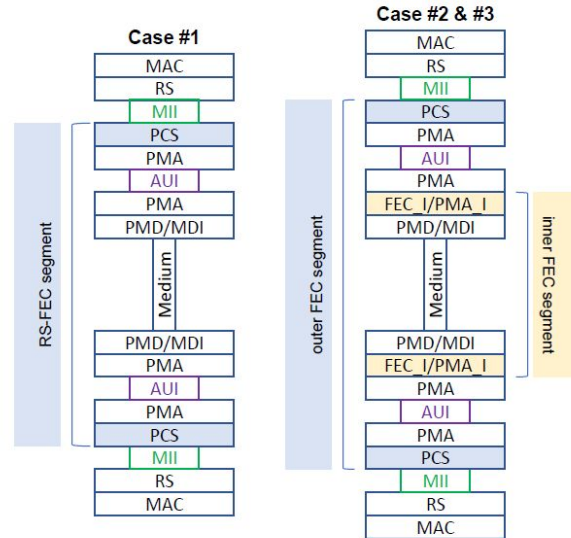 Case #1
MAC
RS
MII
PCS
PMA
AUI
PMA
PMD/MDI
Medium
PMD/MDI
PMA
AUI
PMA
PCS
MII
RS
MAC
RS-FEC segment
Case #2 & #3
MAC
RS
MII
PCS
PMA
AUI
PMA
FEC_I/PMA_I
PMD/MDI
Medium
PMD/MDI
FEC_I/PMA_I
PMA
AUI
PMA
PCS
MII
RS
MAC
outer FEC segment
inner FEC segment